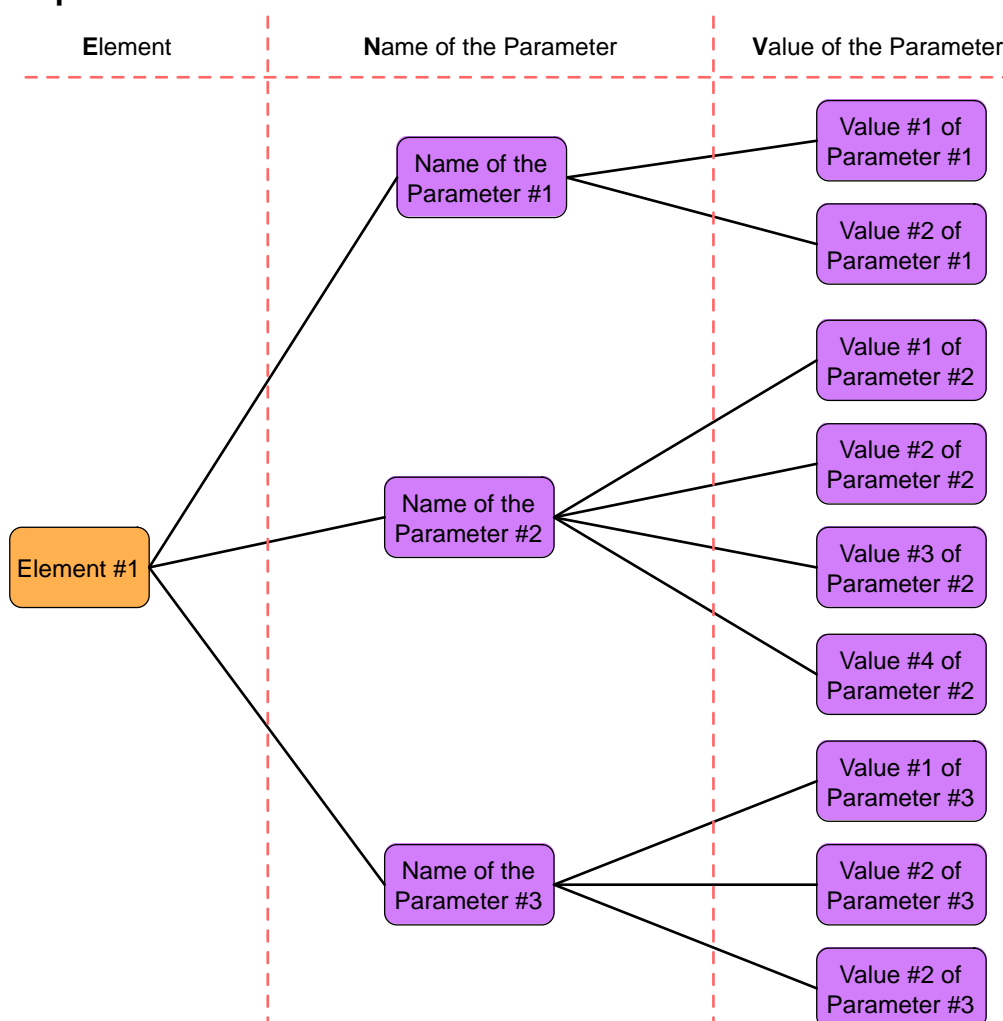 Element
Name of the Parameter
Value of the Parameter
Name of the
Parameter #1
Value #1 of
Parameter #1
Value #2 of
Parameter #1
Element #1
Name of the
Parameter #2
Value #1 of
Parameter #2
Value #2 of
Parameter #2
Value #3 of
Parameter #2
Value #4 of
Parameter #2
Name of the
Parameter #3
Value #1 of
Parameter #3
Value #2 of
Parameter #3
Value #2 of
Parameter #3